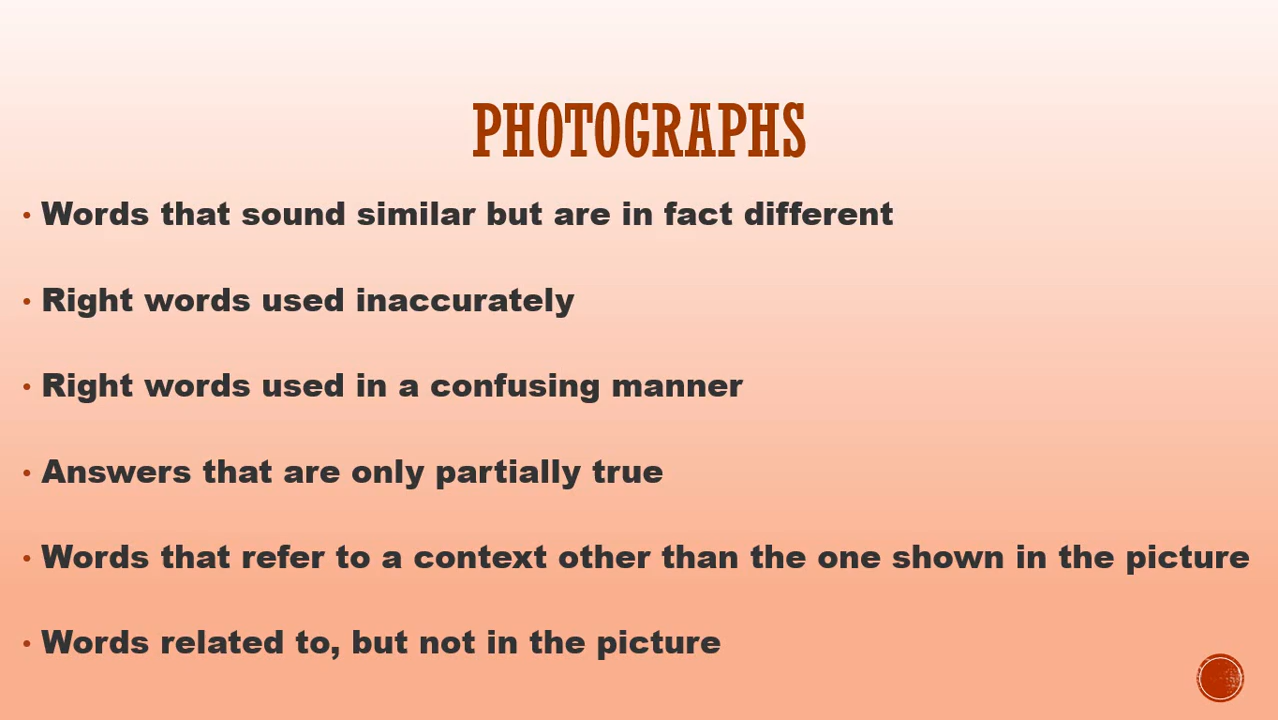 PHOTOGRAPHS
• Words that sound similar but are in fact different
• Right words used inaccurately
• Right words used in a confusing manner
• Answers that are only partially true
• Words that refer to a context other than the one shown in the picture
• Words related to, but not in the picture